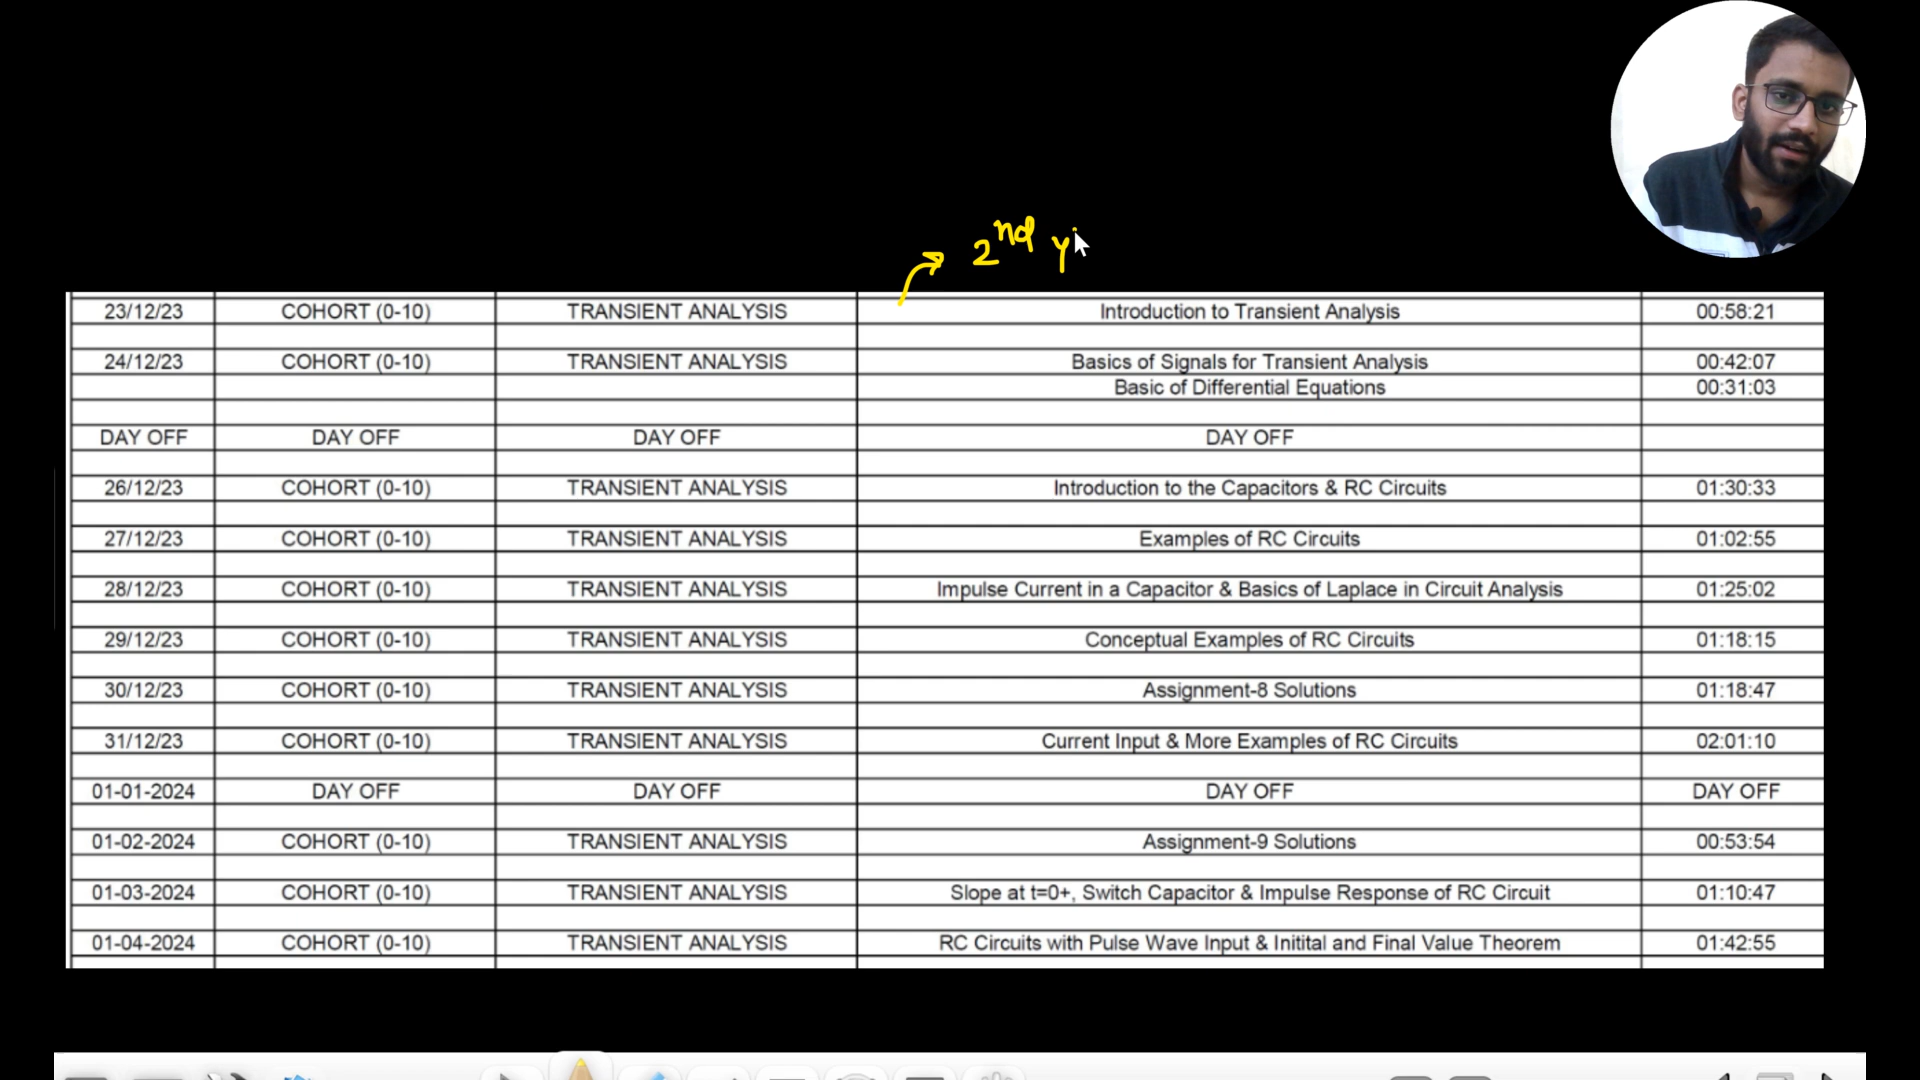 2nd
23/12/23 COHORT (0-10) TRANSIENT ANALYSIS Introduction to Transient Analysis 00:58:21
24/12/23 COHORT (0-10) TRANSIENT ANALYSIS Basics of Signals for Transient Analysis 00:42:07
Basic of Differential Equations 00:31:03
DAY OFF DAY OFF DAY OFF DAY OFF
26/12/23 COHORT (0-10) TRANSIENT ANALYSIS Introduction to the Capacitors & RC Circuits 01:30:33
27/12/23 COHORT (0-10) TRANSIENT ANALYSIS Examples of RC Circuits 01:02:55
28/12/23 COHORT (0-10) TRANSIENT ANALYSIS Impulse Current in a Capacitor & Basics of Laplace in Circuit Analysis 01:25:02
29/12/23 COHORT (0-10) TRANSIENT ANALYSIS Conceptual Examples of RC Circuits 01:18:15
30/12/23 COHORT (0-10) TRANSIENT ANALYSIS Assignment-8 Solutions 01:18:47
31/12/23 COHORT (0-10) TRANSIENT ANALYSIS Current Input & More Examples of RC Circuits 02:01:10
01-01-2024 DAY OFF DAY OFF DAY OFF DAY OFF
01-02-2024 COHORT (0-10) TRANSIENT ANALYSIS Assignment-9 Solutions 00:53:54
01-03-2024 COHORT (0-10) TRANSIENT ANALYSIS Slope at t=0+, Switch Capacitor & Impulse Response of RC Circuit 01:10:47
01-04-2024 COHORT (0-10) TRANSIENT ANALYSIS RC Circuits with Pulse Wave Input & Initital and Final Value Theorem 01:42:55